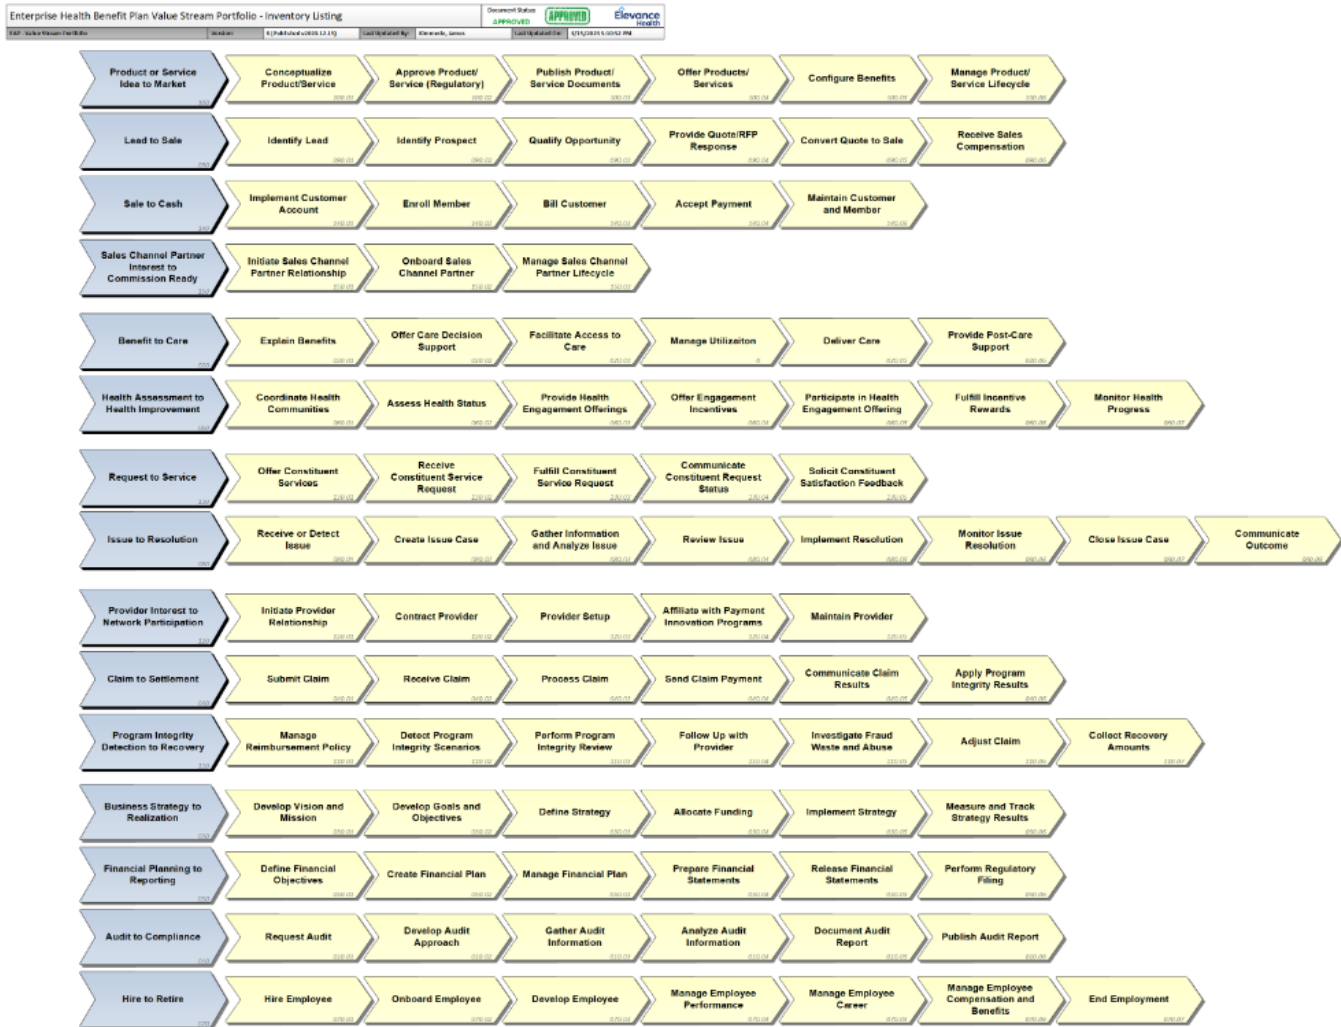 Enterprise Health Benefit Plan Value Stream Portfolio - Inventory Listing
Document Status
APPROVED
APPROVED
Elevance
Health
Value Stream Portfolio
Version
Last Updated By:
Last Updated On:
Product or Service
Idea to Market
Conceptualize
Product/Service
Approve Product/
Service (Regulatory)
Publish Product/
Service Documents
Offer Products/
Services
Configure Benefits
Manage Product/
Service Lifecycle
Lead to Sale
Identify Lead
Identify Prospect
Qualify Opportunity
Provide Quote/RFP
Response
Convert Quote to Sale
Receive Sales
Compensation
Sale to Cash
Implement Customer
Account
Enroll Member
Bill Customer
Accept Payment
Maintain Customer
and Member
Sales Channel Partner
Interest to
Commission Ready
Initiate Sales Channel
Partner Relationship
Onboard Sales
Channel Partner
Manage Sales Channel
Partner Lifecycle
Benefit to Care
Explain Benefits
Offer Care Decision
Support
Facilitate Access to
Care
Manage Utilizaiton
Deliver Care
Provide Post-Care
Support
Health Assessment to
Health Improvement
Coordinate Health
Communities
Assess Health Status
Provide Health
Engagement Offerings
Offer Engagement
Incentives
Participate in Health
Engagement Offering
Fulfill Incentive
Rewards
Monitor Health
Progress
Request to Service
Offer Constituent
Services
Receive
Constituent Service
Request
Fulfill Constituent
Service Request
Communicate
Constituent Request
Status
Solicit Constituent
Satisfaction Feedback
Issue to Resolution
Receive or Detect
Issue
Create Issue Case
Gather Information
and Analyze Issue
Review Issue
Implement Resolution
Monitor Issue
Resolution
Close Issue Case
Communicate
Outcome
Provider Interest to
Network Participation
Initiate Provider
Relationship
Contract Provider
Provider Setup
Affiliate with Payment
Innovation Programs
Maintain Provider
Claim to Settlement
Submit Claim
Receive Claim
Process Claim
Send Claim Payment
Communicate Claim
Results
Apply Program
Integrity Results
Program Integrity
Detection to Recovery
Manage
Reimbursement Policy
Detect Program
Integrity Scenarios
Perform Program
Integrity Review
Follow Up with
Provider
Investigate Fraud
Waste and Abuse
Adjust Claim
Collect Recovery
Amounts
Business Strategy to
Realization
Develop Vision and
Mission
Develop Goals and
Objectives
Define Strategy
Allocate Funding
Implement Strategy
Measure and Track
Strategy Results
Financial Planning to
Reporting
Define Financial
Objectives
Create Financial Plan
Manage Financial Plan
Prepare Financial
Statements
Release Financial
Statements
Perform Regulatory
Filing
Audit to Compliance
Request Audit
Develop Audit
Approach
Gather Audit
Information
Analyze Audit
Information
Document Audit
Report
Publish Audit Report
Hire to Retire
Hire Employee
Onboard Employee
Develop Employee
Manage Employee
Performance
Manage Employee
Career
Manage Employee
Compensation and
Benefits
End Employment